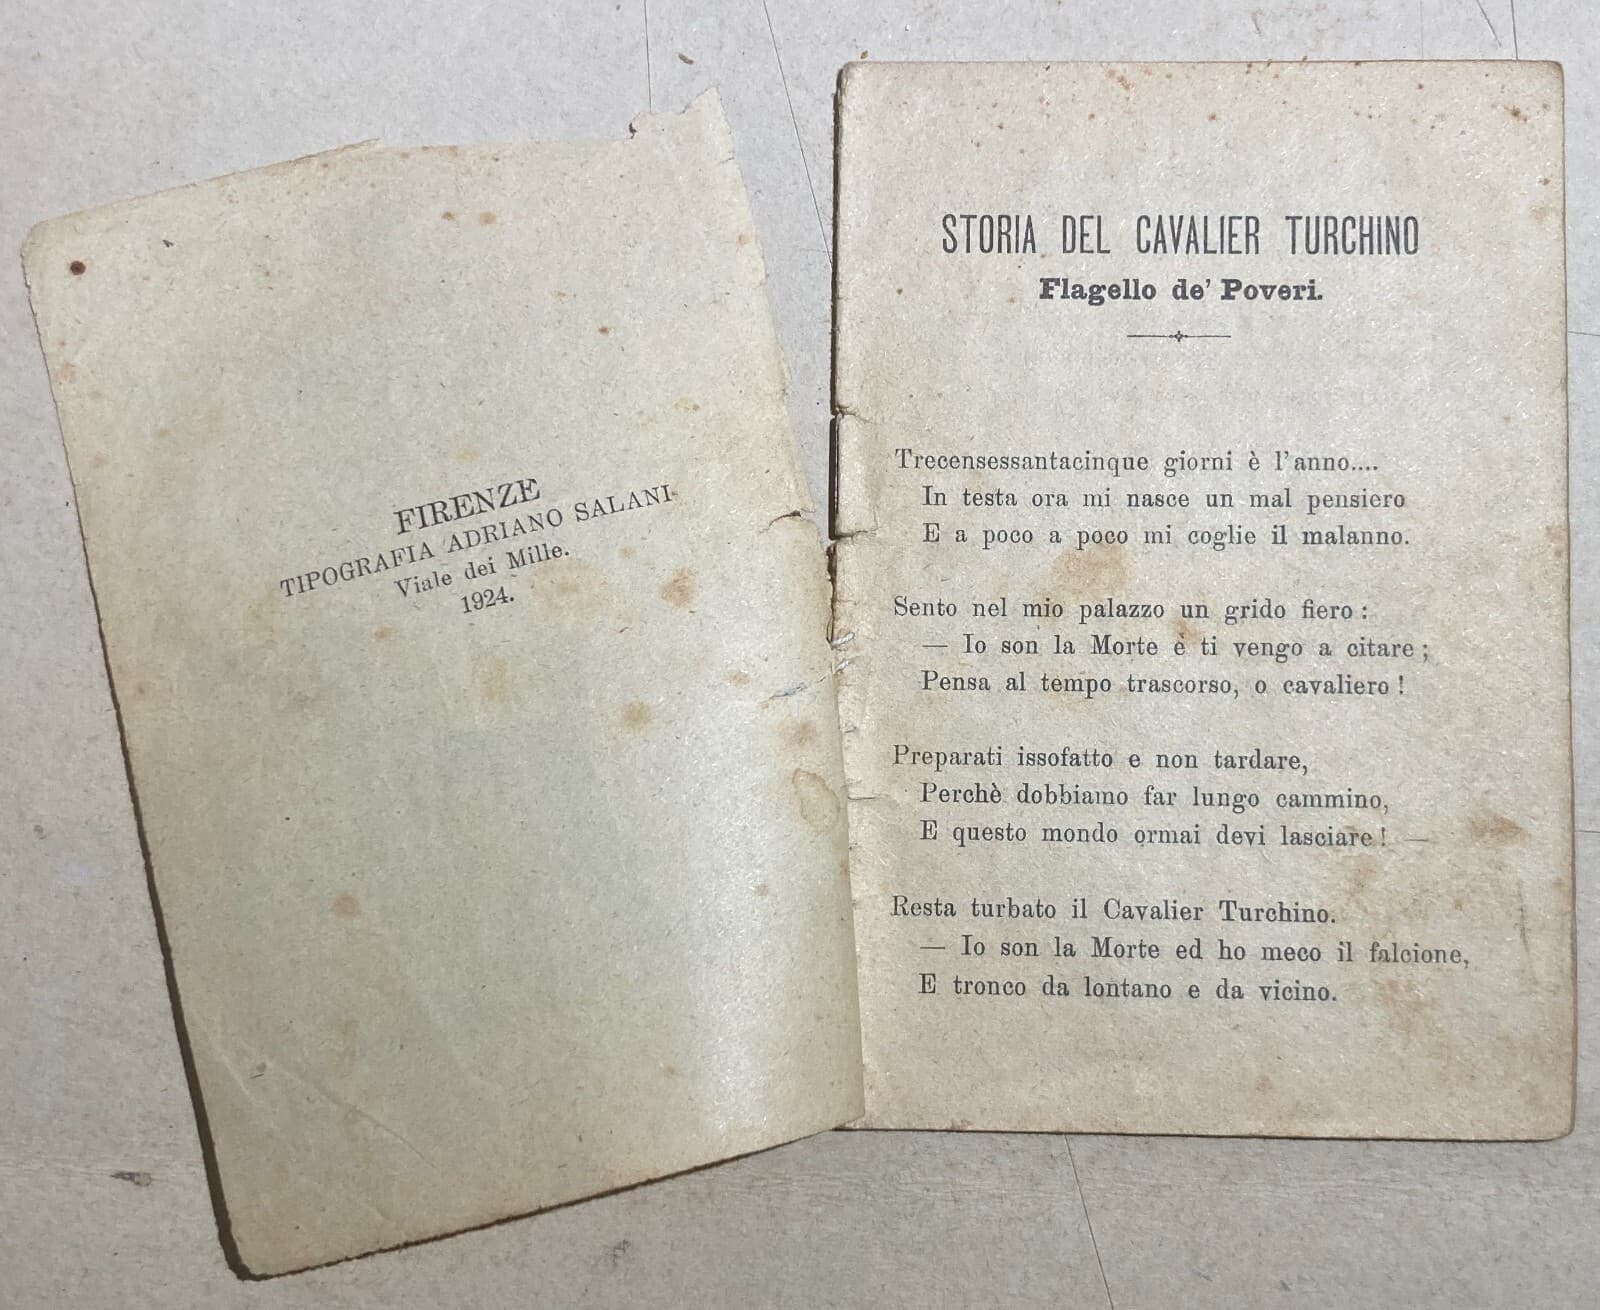 FIRENZE
TIPOGRAFIA ADRIANO SALANI
Viale dei Mille.
1924.
STORIA DEL CAVALIER TURCHINO
Flagello de' Poveri.
Trecensessantacinque giorni è l'anno....
In testa ora mi nasce un mal pensiero
E a poco a poco mi coglie il malanno.
Sento nel mio palazzo un grido fiero :
— Io son la Morte e ti vengo a citare ;
Pensa al tempo trascorso, o cavaliero !
Preparati issofatto e non tardare,
Perchè dobbiamo far lungo cammino,
E questo mondo ormai devi lasciare ! —
Resta turbato il Cavalier Turchino.
— Io son la Morte ed ho meco il falcione,
E tronco da lontano e da vicino.